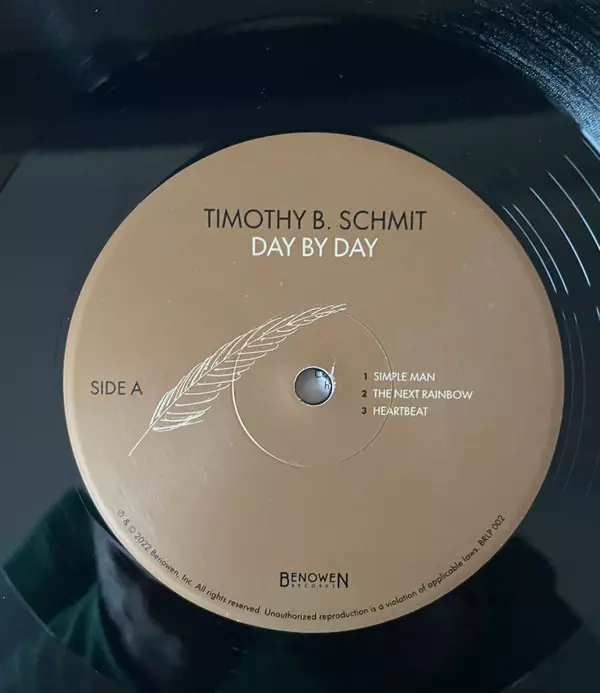 TIMOTHY B. SCHMIT
DAY BY DAY
SIDE A
1 SIMPLE MAN
2 THE NEXT RAINBOW
3 HEARTBEAT
BENOWEN
RECORDS
℗ & © 2022 Benowen, Inc. All rights reserved. Unauthorized reproduction is a violation of applicable laws. BRLP 002